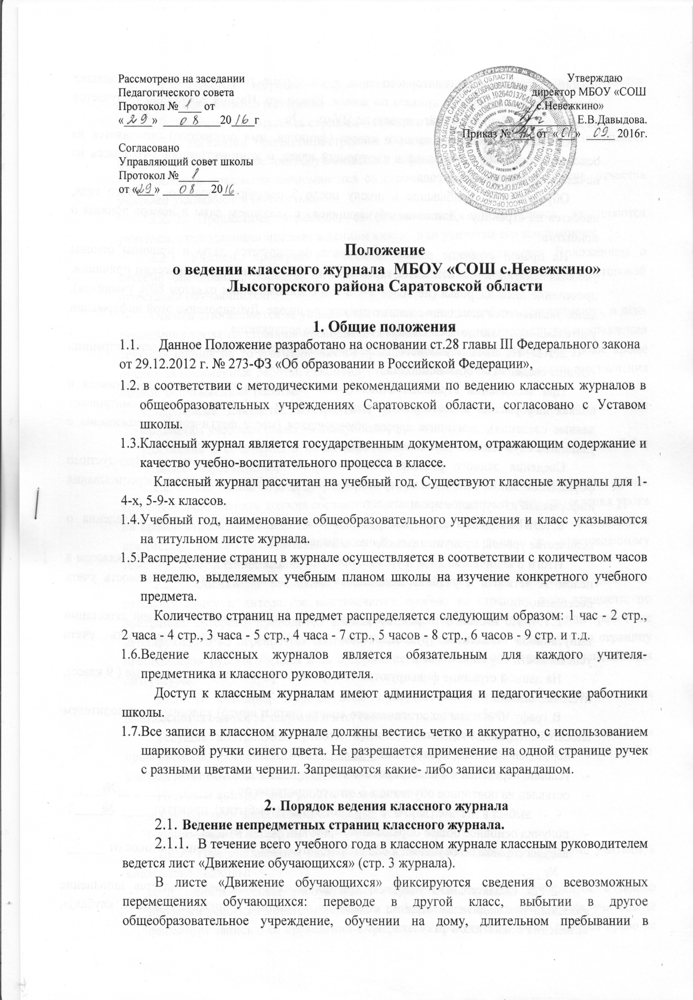 Рассмотрено на заседании
Педагогического совета
Протокол № 1 от
«29» 08 2016 г
Согласовано
Управляющий совет школы
Протокол № 1
от «29» 08 2016.
Утверждаю
директор МБОУ «СОШ
с.Невежкино»
Е.В.Давыдова.
Приказ № от «01» 09. 2016г.
Положение
о ведении классного журнала МБОУ «СОШ с.Невежкино»
Лысогорского района Саратовской области
1. Общие положения
1.1. Данное Положение разработано на основании ст.28 главы III Федерального закона
от 29.12.2012 г. № 273-ФЗ «Об образовании в Российской Федерации»,
1.2. в соответствии с методическими рекомендациями по ведению классных журналов в
общеобразовательных учреждениях Саратовской области, согласовано с Уставом
школы.
1.3.Классный журнал является государственным документом, отражающим содержание и
качество учебно-воспитательного процесса в классе.
Классный журнал рассчитан на учебный год. Существуют классные журналы для 1-
4-х, 5-9-х классов.
1.4.Учебный год, наименование общеобразовательного учреждения и класс указываются
на титульном листе журнала.
1.5.Распределение страниц в журнале осуществляется в соответствии с количеством часов
в неделю, выделяемых учебным планом школы на изучение конкретного учебного
предмета.
Количество страниц на предмет распределяется следующим образом: 1 час - 2 стр.,
2 часа - 4 стр., 3 часа - 5 стр., 4 часа - 7 стр., 5 часов - 8 стр., 6 часов - 9 стр. и т.д.
1.6.Ведение классных журналов является обязательным для каждого учителя-
предметника и классного руководителя.
Доступ к классным журналам имеют администрация и педагогические работники
школы.
1.7.Все записи в классном журнале должны вестись четко и аккуратно, с использованием
шариковой ручки синего цвета. Не разрешается применение на одной странице ручек
с разными цветами чернил. Запрещаются какие- либо записи карандашом.
2. Порядок ведения классного журнала
2.1. Ведение непредметных страниц классного журнала.
2.1.1. В течение всего учебного года в классном журнале классным руководителем
ведется лист «Движение обучающихся» (стр. 3 журнала).
В листе «Движение обучающихся» фиксируются сведения о всевозможных
перемещениях обучающихся: переводе в другой класс, выбытии в другое
общеобразовательное учреждение, обучении на дому, длительном пребывании в